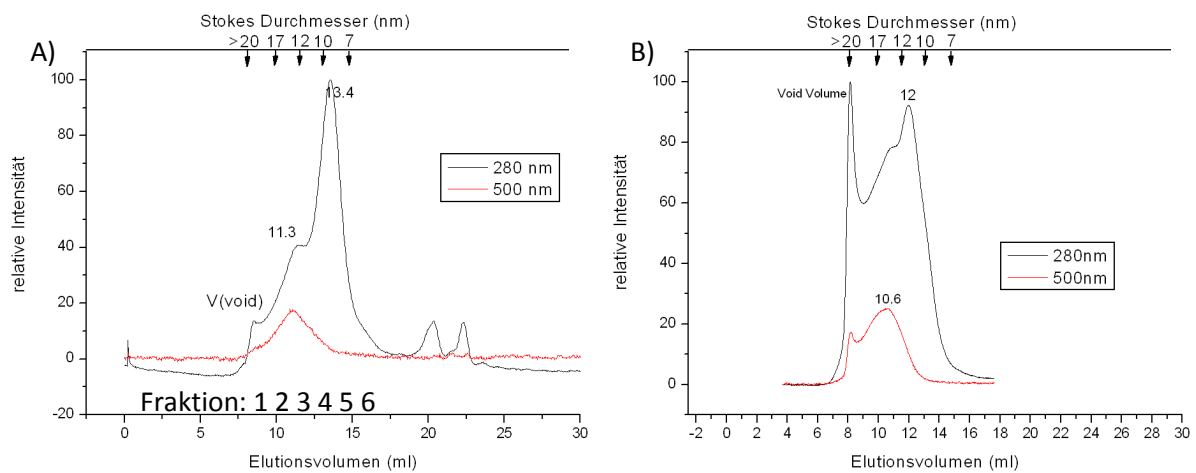 A)
Stokes Durchmesser (nm)
>20 17 12 10 7
13.4
11.3
V(void)
280 nm
500 nm
relative Intensität
100
80
60
40
20
0
-20
Fraktion: 1 2 3 4 5 6
0 5 10 15 20 25 30
Elutionsvolumen (ml)
B)
Stokes Durchmesser (nm)
>20 17 12 10 7
Void Volume
12
10.6
280nm
500nm
relative Intensität
100
80
60
40
20
0
-2 0 2 4 6 8 10 12 14 16 18 20 22 24 26 28 30
Elutionsvolumen (ml)